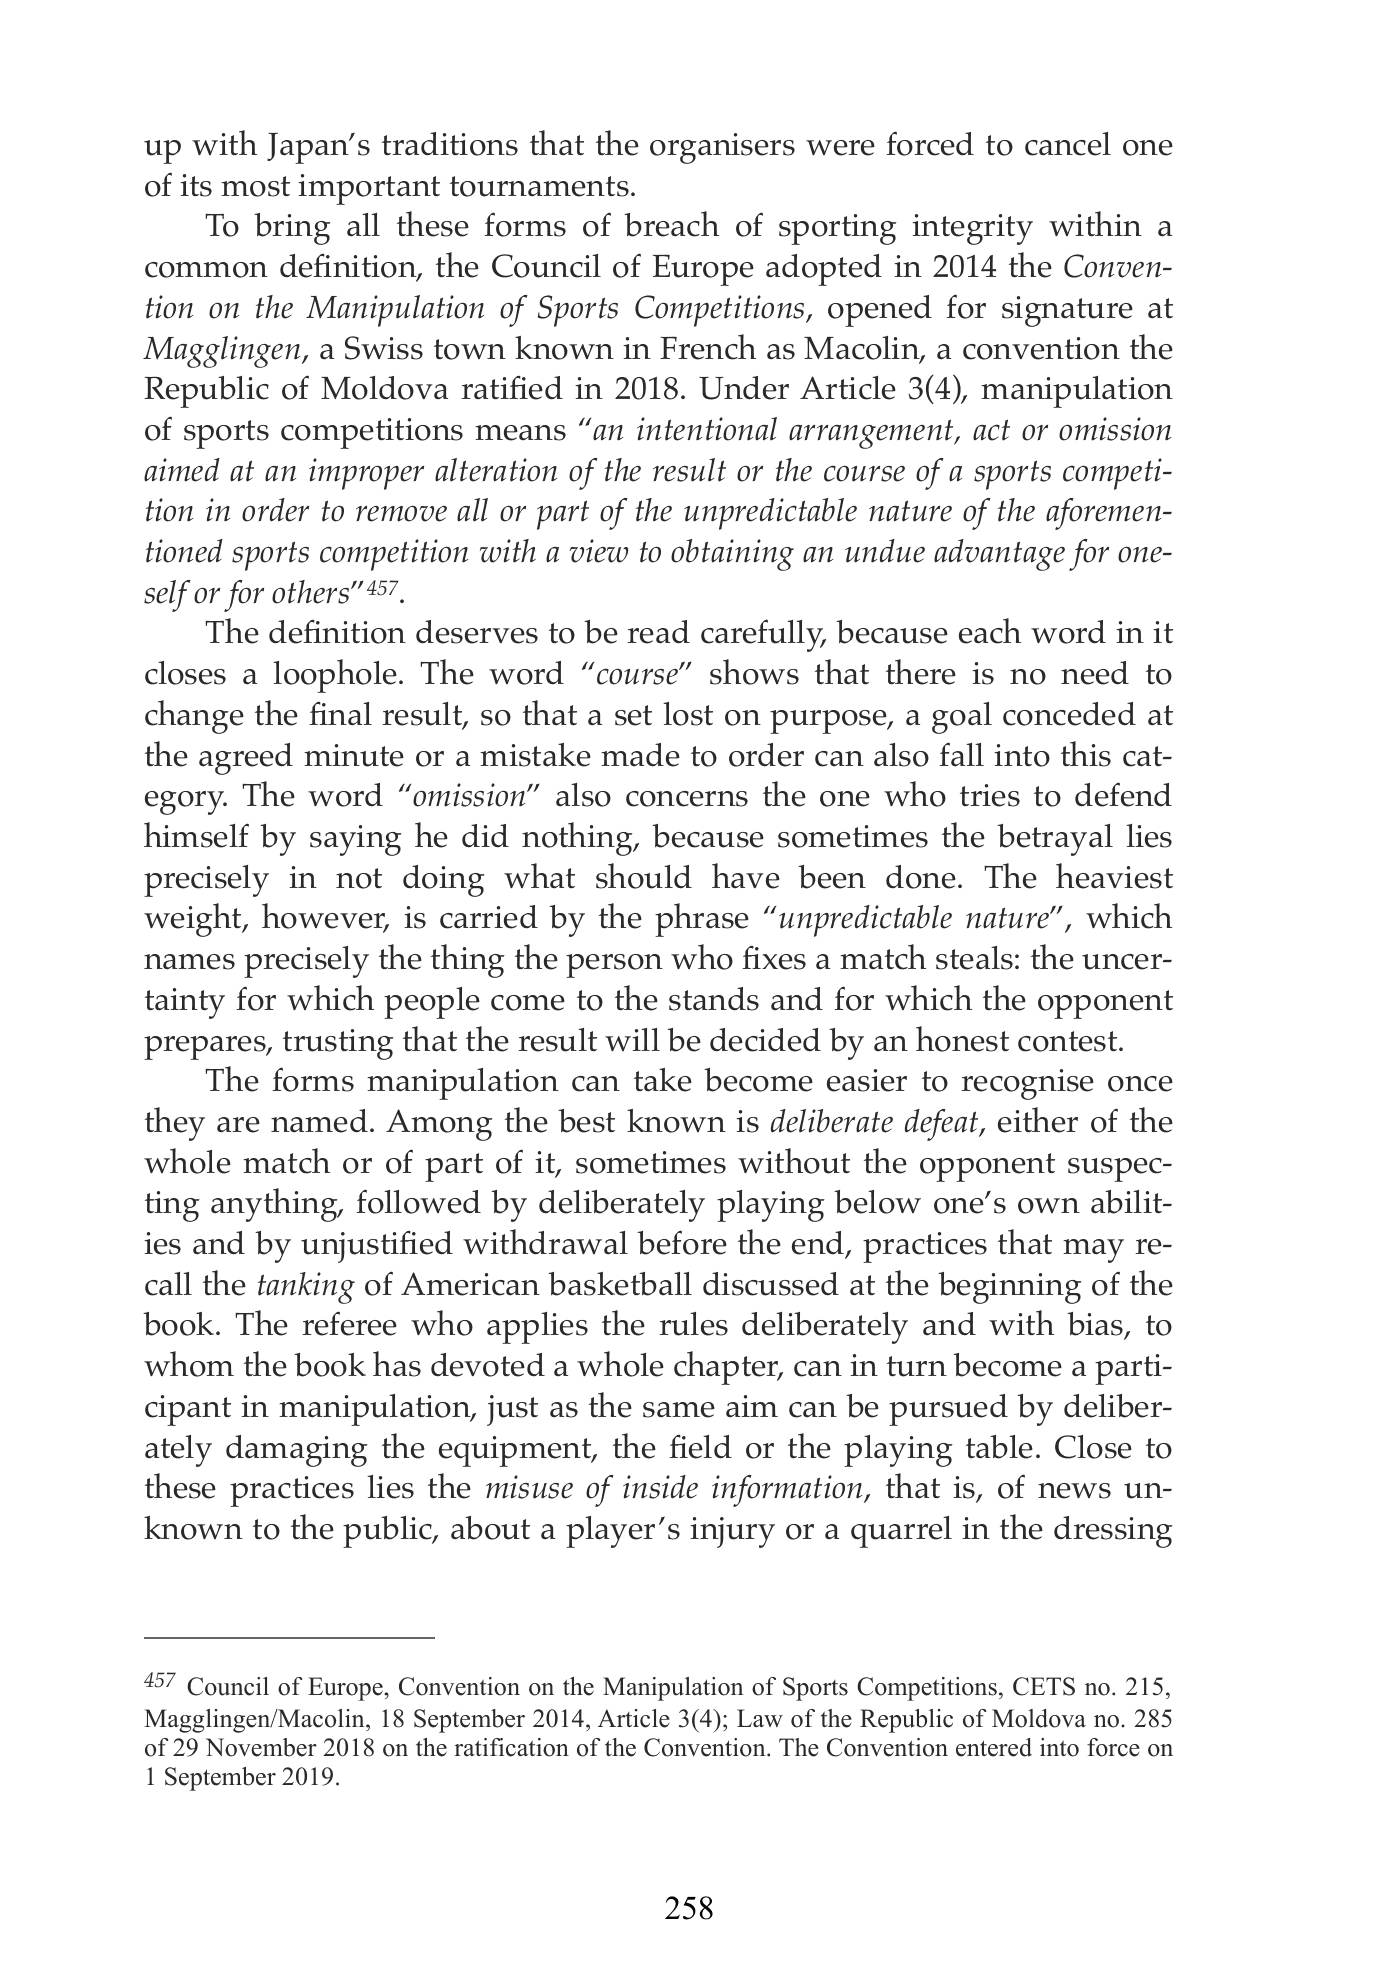 up with Japan’s traditions that the organisers were forced to cancel one
of its most important tournaments.
To bring all these forms of breach of sporting integrity within a
common definition, the Council of Europe adopted in 2014 the Conven-
tion on the Manipulation of Sports Competitions, opened for signature at
Magglingen, a Swiss town known in French as Macolin, a convention the
Republic of Moldova ratified in 2018. Under Article 3(4), manipulation
of sports competitions means “an intentional arrangement, act or omission
aimed at an improper alteration of the result or the course of a sports competi-
tion in order to remove all or part of the unpredictable nature of the aforemen-
tioned sports competition with a view to obtaining an undue advantage for one-
self or for others”457.
The definition deserves to be read carefully, because each word in it
closes a loophole. The word “course” shows that there is no need to
change the final result, so that a set lost on purpose, a goal conceded at
the agreed minute or a mistake made to order can also fall into this cat-
egory. The word “omission” also concerns the one who tries to defend
himself by saying he did nothing, because sometimes the betrayal lies
precisely in not doing what should have been done. The heaviest
weight, however, is carried by the phrase “unpredictable nature”, which
names precisely the thing the person who fixes a match steals: the uncer-
tainty for which people come to the stands and for which the opponent
prepares, trusting that the result will be decided by an honest contest.
The forms manipulation can take become easier to recognise once
they are named. Among the best known is deliberate defeat, either of the
whole match or of part of it, sometimes without the opponent suspec-
ting anything, followed by deliberately playing below one’s own abilit-
ies and by unjustified withdrawal before the end, practices that may re-
call the tanking of American basketball discussed at the beginning of the
book. The referee who applies the rules deliberately and with bias, to
whom the book has devoted a whole chapter, can in turn become a parti-
cipant in manipulation, just as the same aim can be pursued by deliber-
ately damaging the equipment, the field or the playing table. Close to
these practices lies the misuse of inside information, that is, of news un-
known to the public, about a player’s injury or a quarrel in the dressing
457 Council of Europe, Convention on the Manipulation of Sports Competitions, CETS no. 215,
Magglingen/Macolin, 18 September 2014, Article 3(4); Law of the Republic of Moldova no. 285
of 29 November 2018 on the ratification of the Convention. The Convention entered into force on
1 September 2019.
258